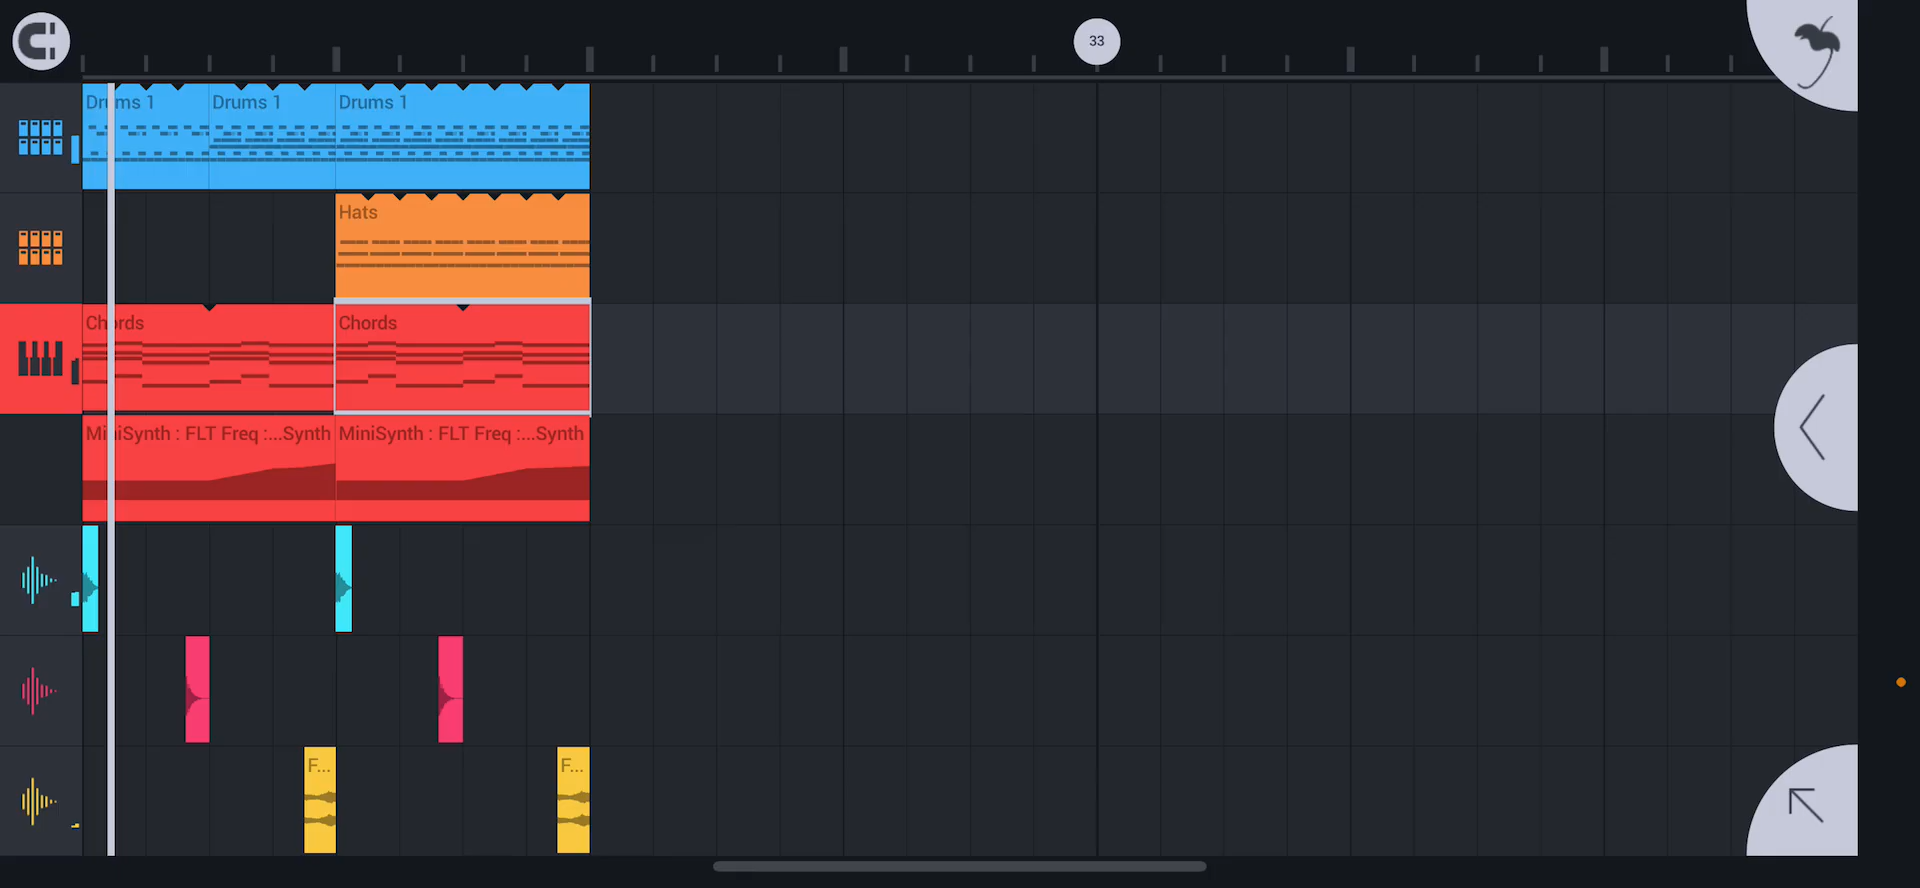 33
Drums 1
Drums 1
Drums 1
Hats
Chords
Chords
MiniSynth : FLT Freq :...Synth
MiniSynth : FLT Freq :...Synth
F...
F...